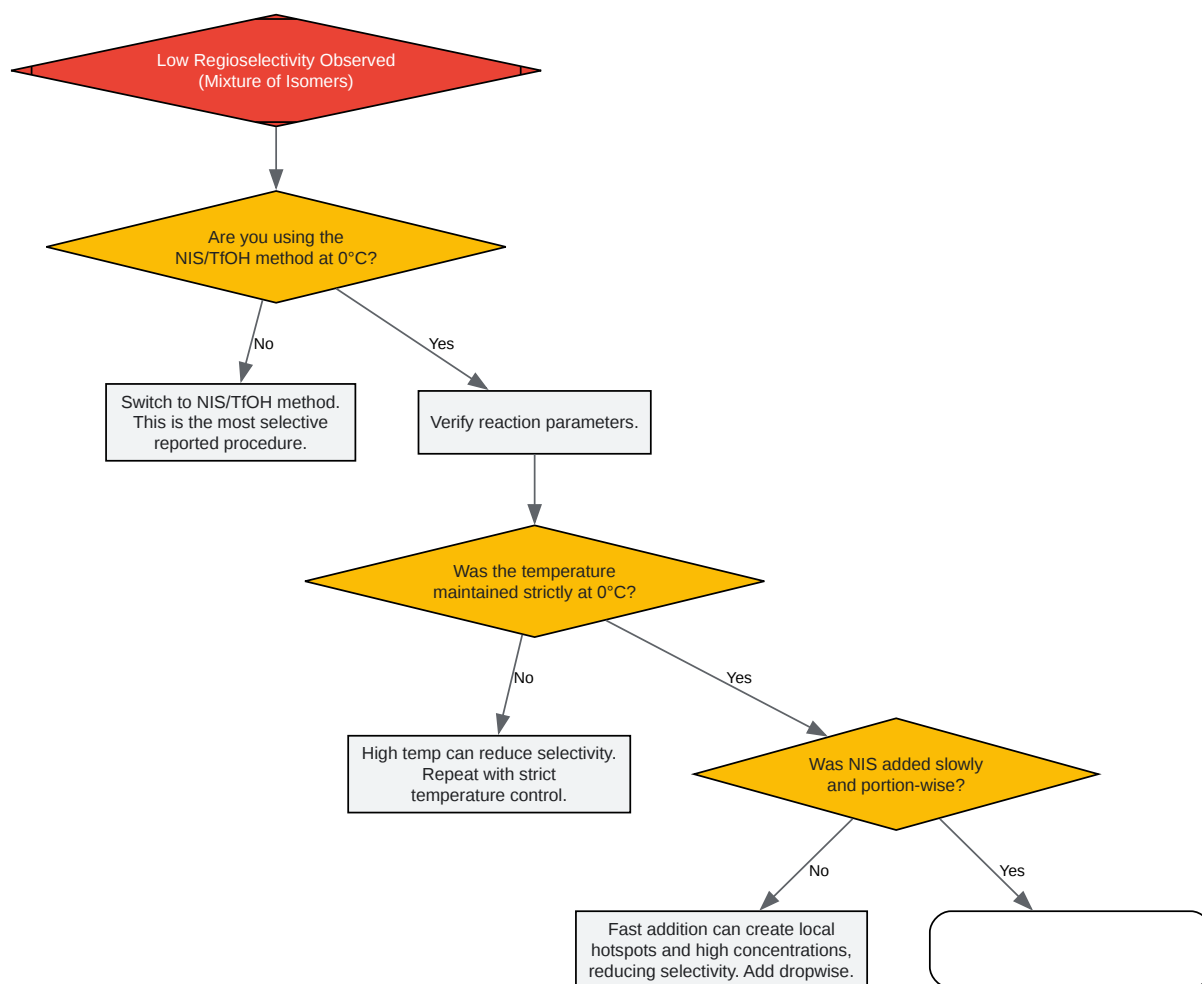 Low Regioselectivity Observed
(Mixture of Isomers)
Are you using the
NIS/TfOH method at 0°C?
No
Yes
Switch to NIS/TfOH method.
This is the most selective
reported procedure.
Verify reaction parameters.
Was the temperature
maintained strictly at 0°C?
No
Yes
High temp can reduce selectivity.
Repeat with strict
temperature control.
Was NIS added slowly
and portion-wise?
No
Yes
Fast addition can create local
hotspots and high concentrations,
reducing selectivity. Add dropwise.